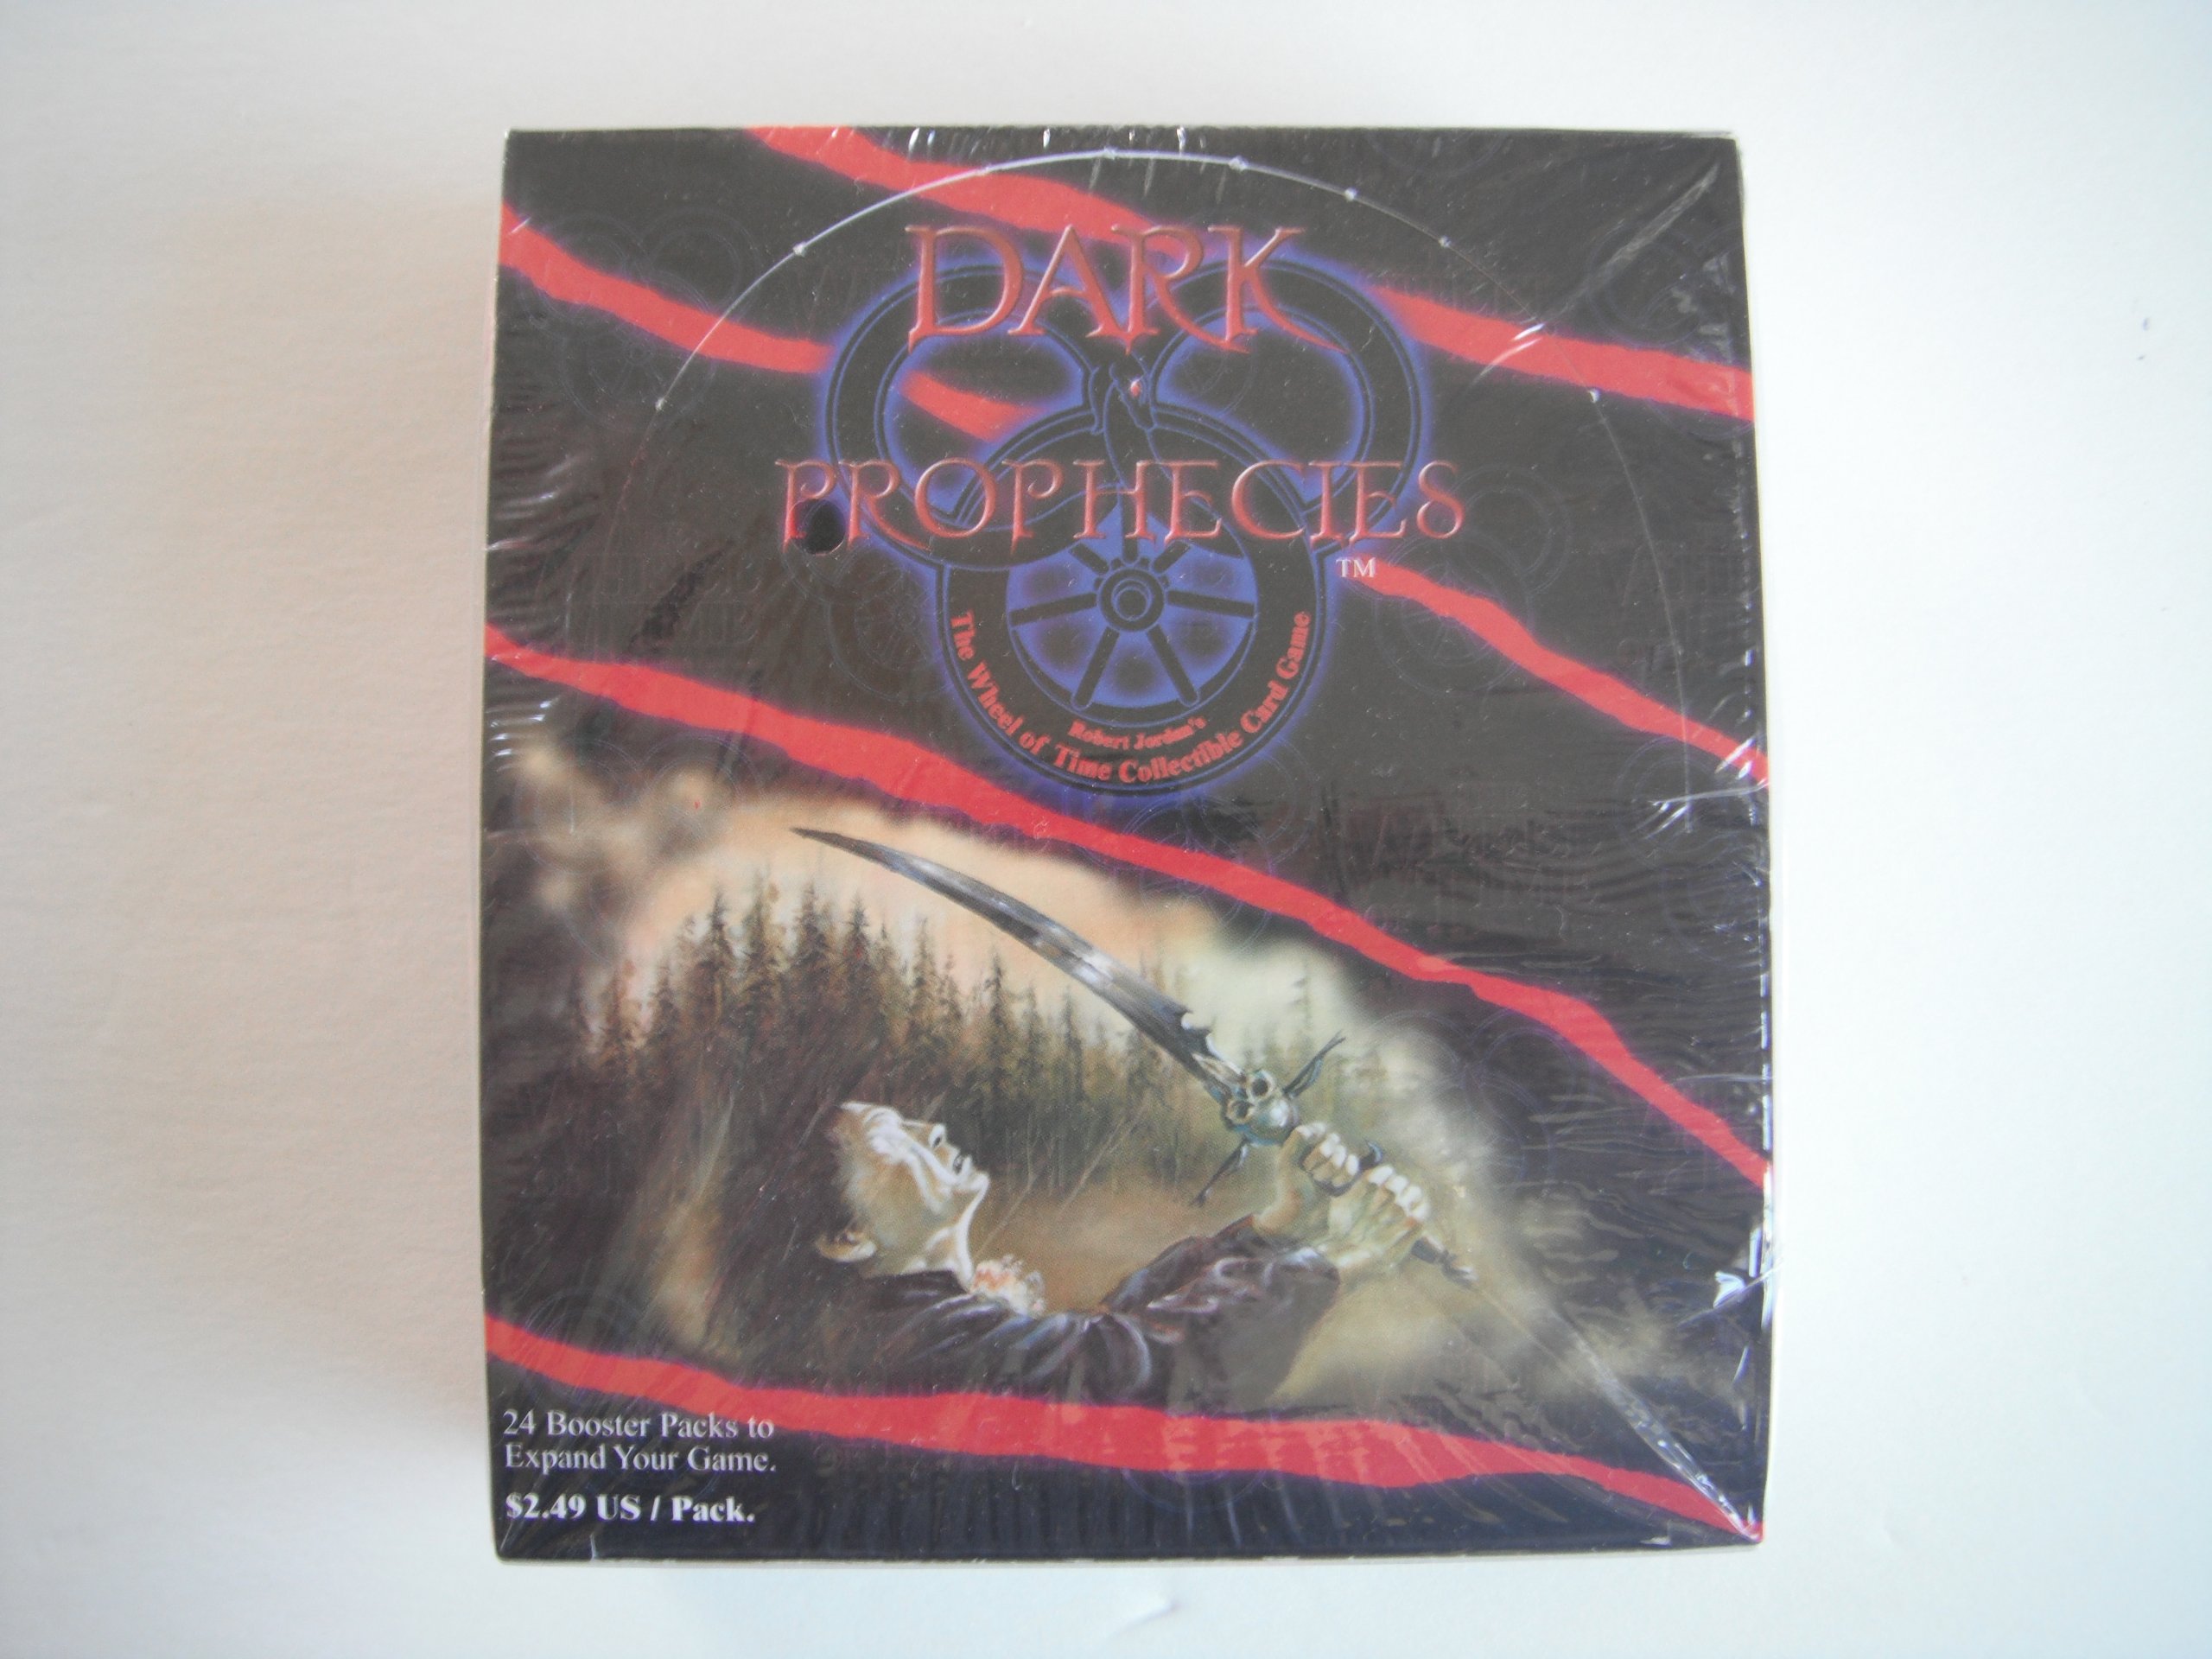 DARK
PROPHECIES
TM
Robert Jordan's
The Wheel of Time Collectible Card Game
24 Booster Packs to
Expand Your Game.
$2.49 US / Pack.